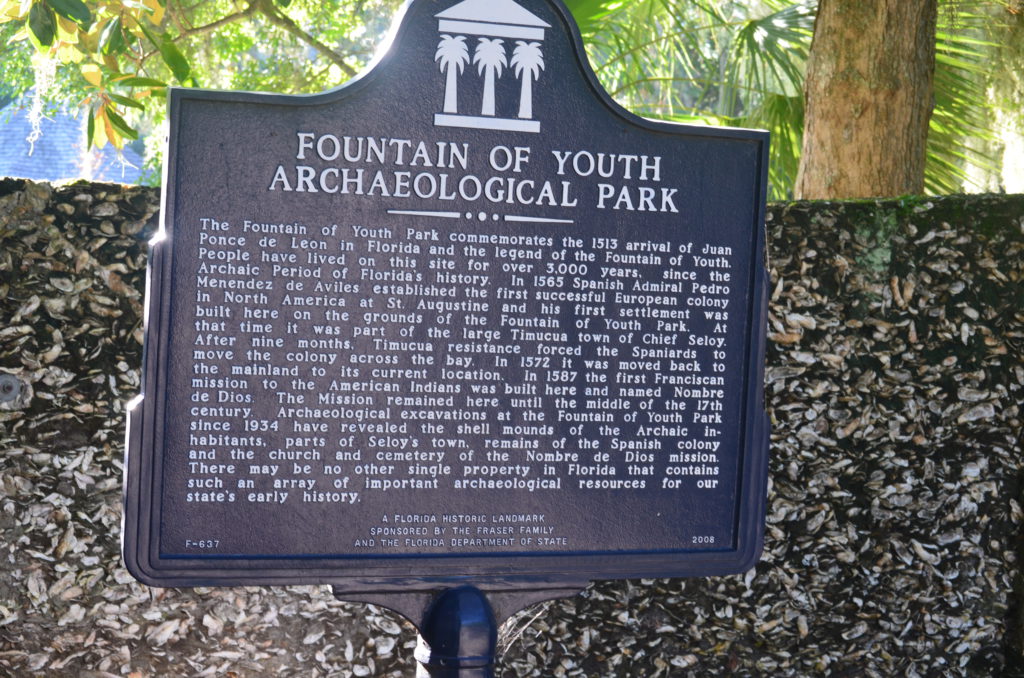 FOUNTAIN OF YOUTH
ARCHAEOLOGICAL PARK
The Fountain of Youth Park commemorates the 1513 arrival of Juan
Ponce de Leon in Florida and the legend of the Fountain of Youth.
People have lived on this site for over 3,000 years, since the
Archaic Period of Florida's history. In 1565 Spanish Admiral Pedro
Menendez de Aviles established the first successful European colony
in North America at St. Augustine and his first settlement was
built here on the grounds of the Fountain of Youth Park. At
that time it was part of the large Timucua town of Chief Seloy.
After nine months, Timucua resistance forced the Spaniards to
move the colony across the bay. In 1572 it was moved back to
the mainland to its current location. In 1587 the first Franciscan
mission to the American Indians was built here and named Nombre
de Dios. The Mission remained here until the middle of the 17th
century. Archaeological excavations at the Fountain of Youth Park
since 1934 have revealed the shell mounds of the Archaic in-
habitants, parts of Seloy's town, remains of the Spanish colony
and the church and cemetery of the Nombre de Dios mission.
There may be no other single property in Florida that contains
such an array of important archaeological resources for our
state's early history.
A FLORIDA HISTORIC LANDMARK
SPONSORED BY THE FRASER FAMILY
F-637 AND THE FLORIDA DEPARTMENT OF STATE 2008